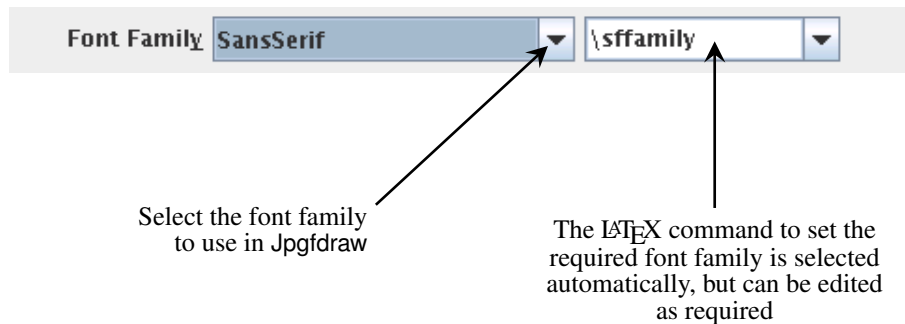 Font Family SansSerif \sffamily
Select the font family
to use in Jpgfdraw
The LATEX command to set the
required font family is selected
automatically, but can be edited
as required